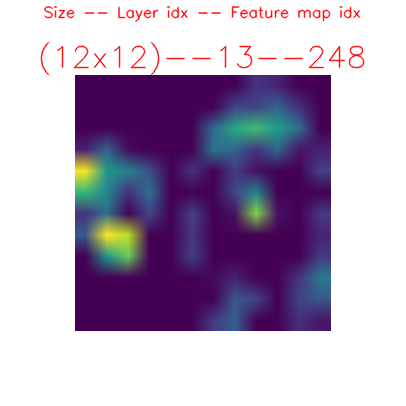 Size -- Layer idx -- Feature map idx
(12x12)--13--248